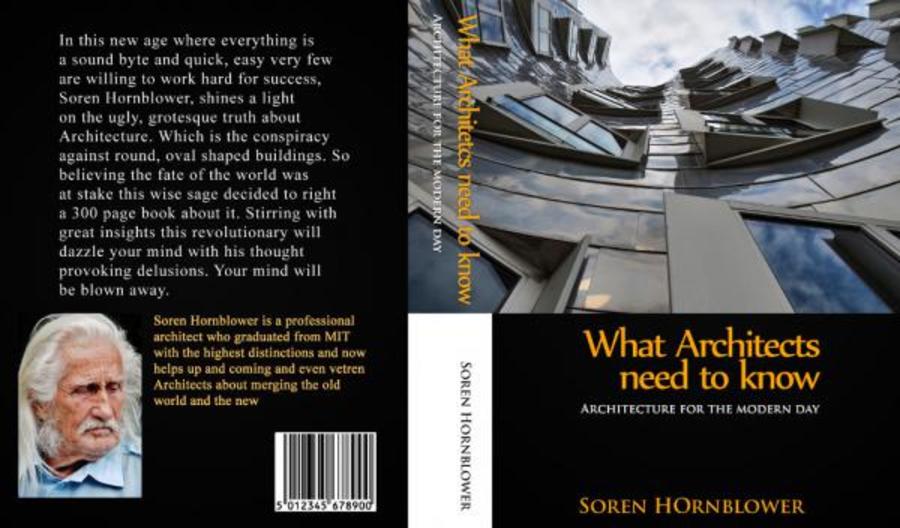 In this new age where everything is
a sound byte and quick, easy very few
are willing to work hard for success,
Soren Hornblower, shines a light
on the ugly, grotesque truth about
Architecture. Which is the conspiracy
against round, oval shaped buildings. So
believing the fate of the world was
at stake this wise sage decided to right
a 300 page book about it. Stirring with
great insights this revolutionary will
dazzle your mind with his thought
provoking delusions. Your mind will
be blown away.
Soren Hornblower is a professional
architect who graduated from MIT
with the highest distinctions and now
helps up and coming and even vetren
Architects about merging the old
world and the new
5 012345 678900
What Architetcs need to know
Architecture for the modern day
Soren Hornblower
What Architects
need to know
Architecture for the modern day
Soren HOrnblower